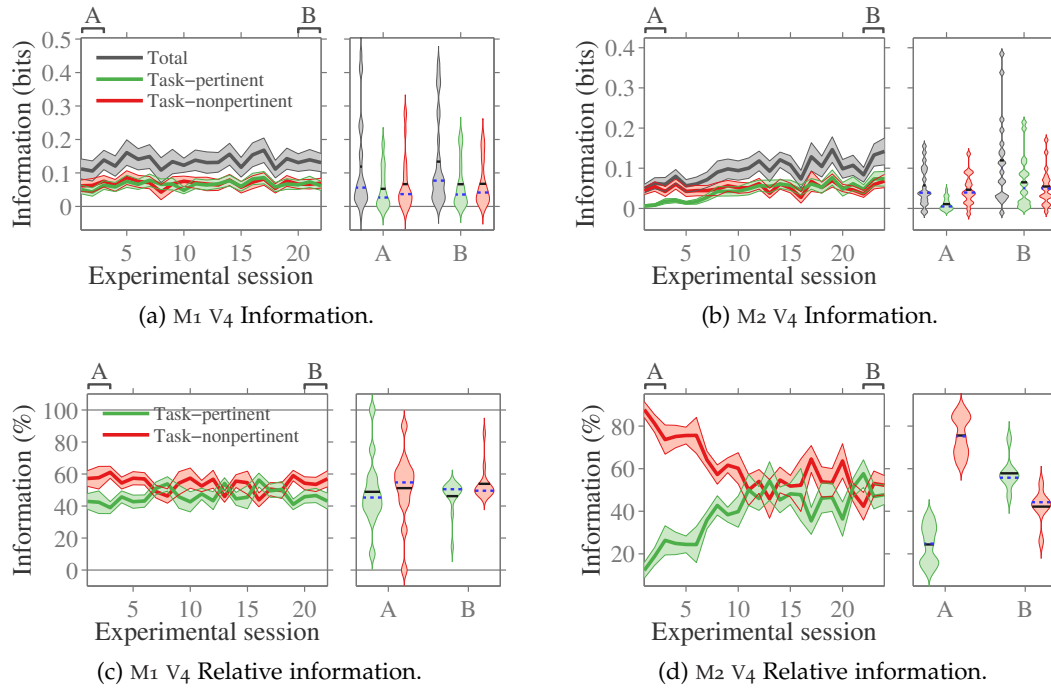 A B
Information (bits)
0.5
0.4
0.3
0.2
0.1
0
Total
Task-pertinent
Task-nonpertinent
5 10 15 20
A B
Experimental session
(a) M1 V4 Information.
A B
Information (bits)
0.4
0.3
0.2
0.1
0
5 10 15 20
A B
Experimental session
(b) M2 V4 Information.
A B
Information (%)
100
80
60
40
20
0
Task-pertinent
Task-nonpertinent
5 10 15 20
A B
Experimental session
(c) M1 V4 Relative information.
A B
Information (%)
80
60
40
20
5 10 15 20
A B
Experimental session
(d) M2 V4 Relative information.